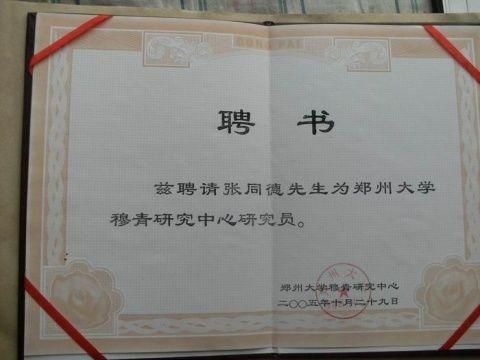 聘书
兹聘请张同德先生为郑州大学
穆青研究中心研究员。
郑州大学穆青研究中心
二〇〇五年十月二十九日